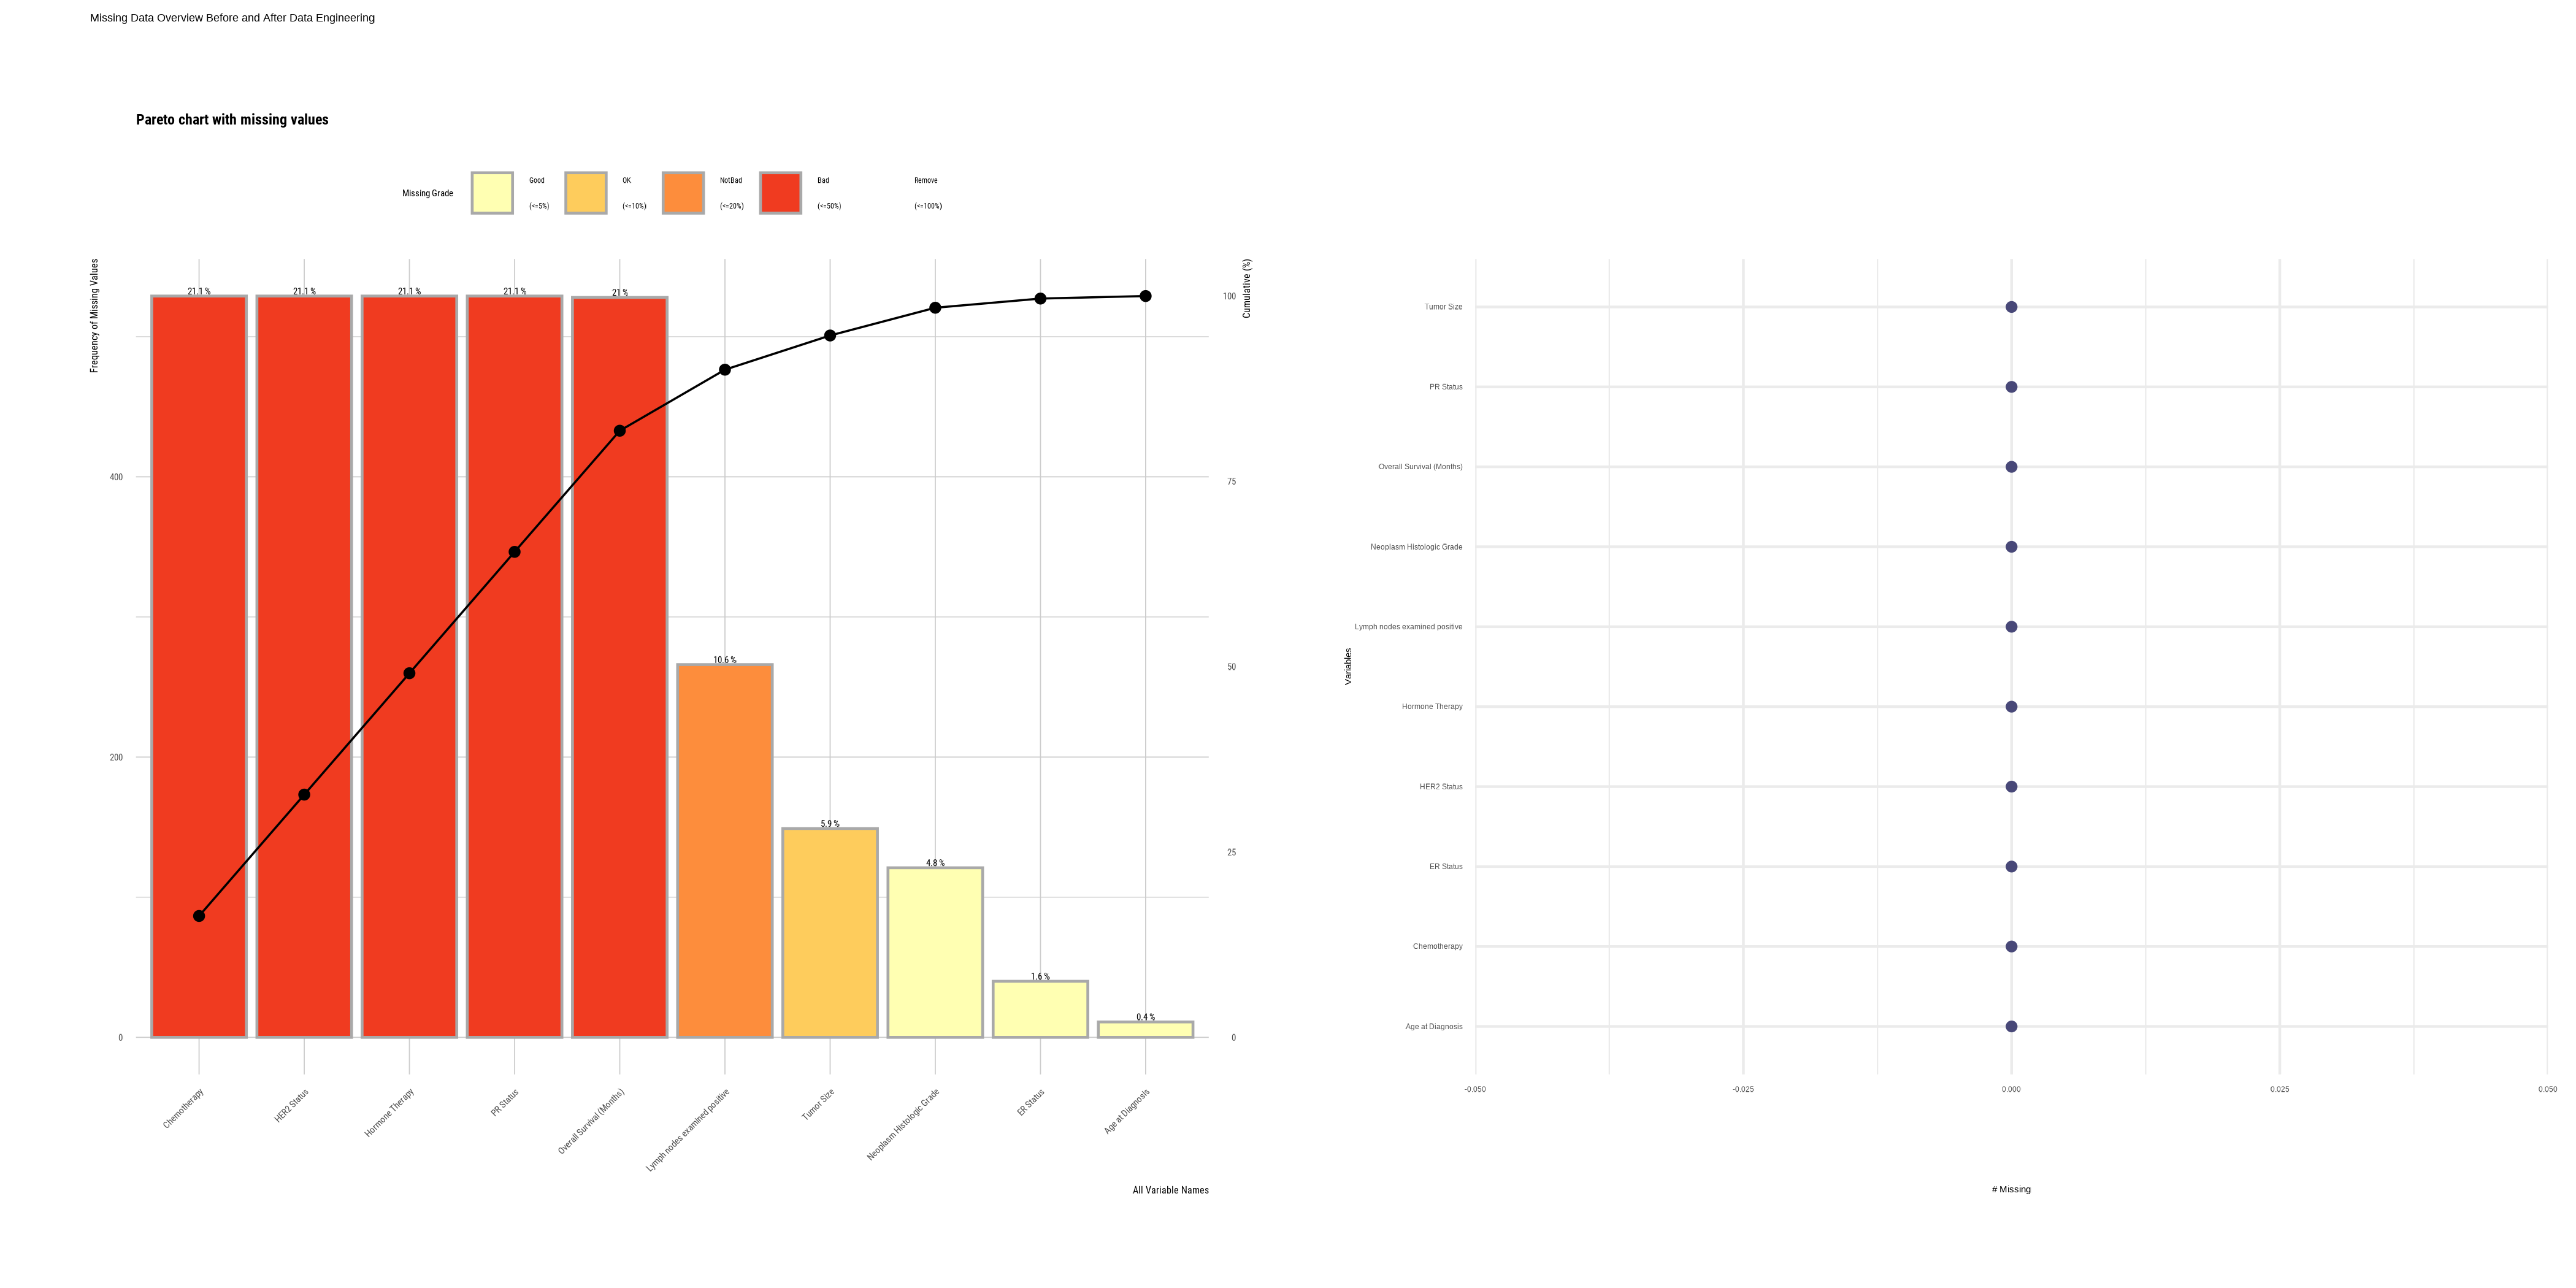 Missing Data Overview Before and After Data Engineering
Pareto chart with missing values
Missing Grade
Good
(<=5%)
OK
(<=10%)
NotBad
(<=20%)
Bad
(<=50%)
Remove
(<=100%)
Frequency of Missing Values
Cumulative (%)
21.1 %
21.1 %
21.1 %
21.1 %
21 %
10.6 %
5.9 %
4.8 %
1.6 %
0.4 %
400
200
0
100
75
50
25
0
Chemotherapy
HER2 Status
Hormone Therapy
PR Status
Overall Survival (Months)
Lymph nodes examined positive
Tumor Size
Neoplasm Histologic Grade
ER Status
Age at Diagnosis
All Variable Names
Variables
Tumor Size
PR Status
Overall Survival (Months)
Neoplasm Histologic Grade
Lymph nodes examined positive
Hormone Therapy
HER2 Status
ER Status
Chemotherapy
Age at Diagnosis
-0.050
-0.025
0.000
0.025
0.050
# Missing